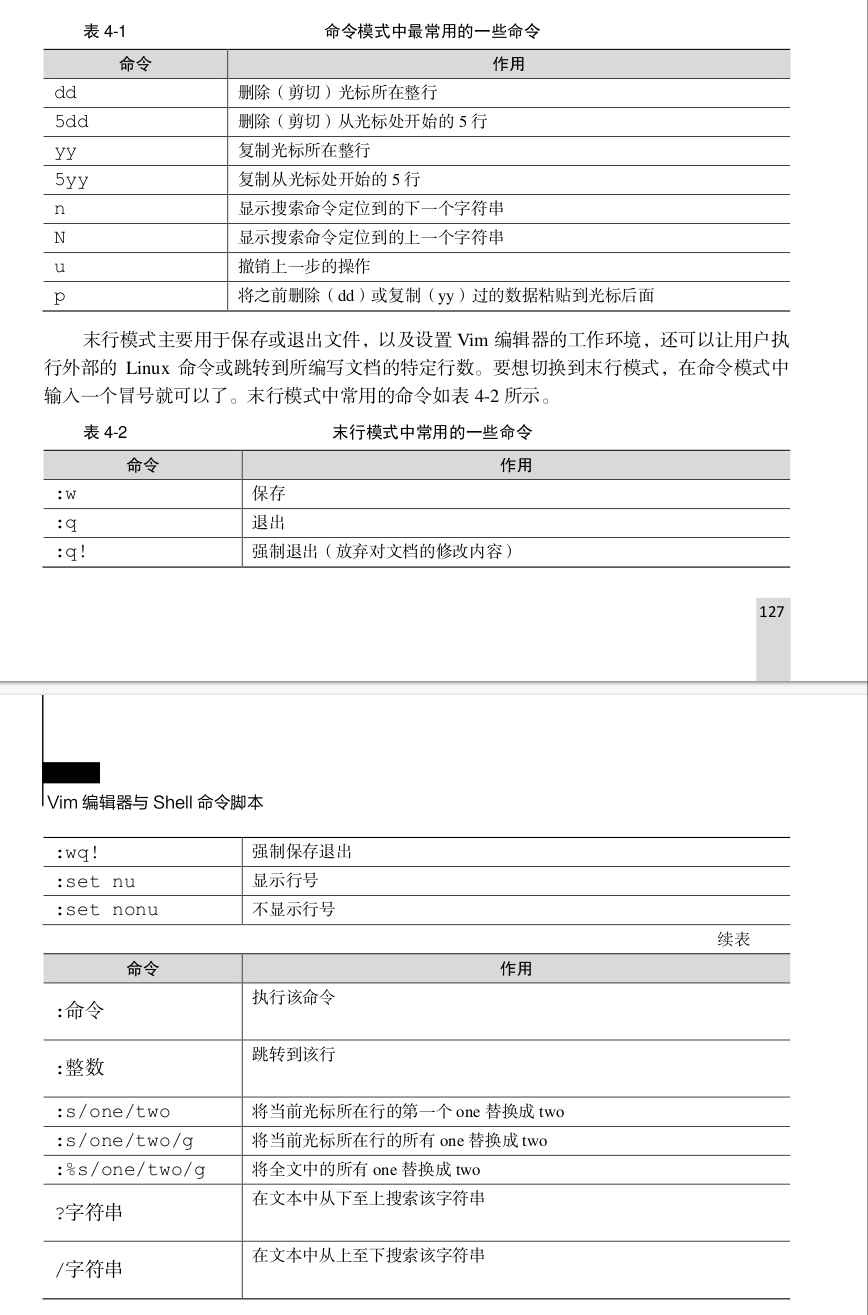 表 4-1 命令模式中最常用的一些命令
命令 作用
dd 删除（剪切）光标所在整行
5dd 删除（剪切）从光标处开始的 5 行
yy 复制光标所在整行
5yy 复制从光标处开始的 5 行
n 显示搜索命令定位到的下一个字符串
N 显示搜索命令定位到的上一个字符串
u 撤销上一步的操作
p 将之前删除（dd）或复制（yy）过的数据粘贴到光标后面
末行模式主要用于保存或退出文件，以及设置 Vim 编辑器的工作环境，还可以让用户执
行外部的 Linux 命令或跳转到所编写文档的特定行数。要想切换到末行模式，在命令模式中
输入一个冒号就可以了。末行模式中常用的命令如表 4-2 所示。
表 4-2 末行模式中常用的一些命令
命令 作用
:w 保存
:q 退出
:q! 强制退出（放弃对文档的修改内容）
127
Vim 编辑器与 Shell 命令脚本
:wq! 强制保存退出
:set nu 显示行号
:set nonu 不显示行号
续表
命令 作用
:命令 执行该命令
:整数 跳转到该行
:s/one/two 将当前光标所在行的第一个 one 替换成 two
:s/one/two/g 将当前光标所在行的所有 one 替换成 two
:%s/one/two/g 将全文中的所有 one 替换成 two
?字符串 在文本中从下至上搜索该字符串
/字符串 在文本中从上至下搜索该字符串